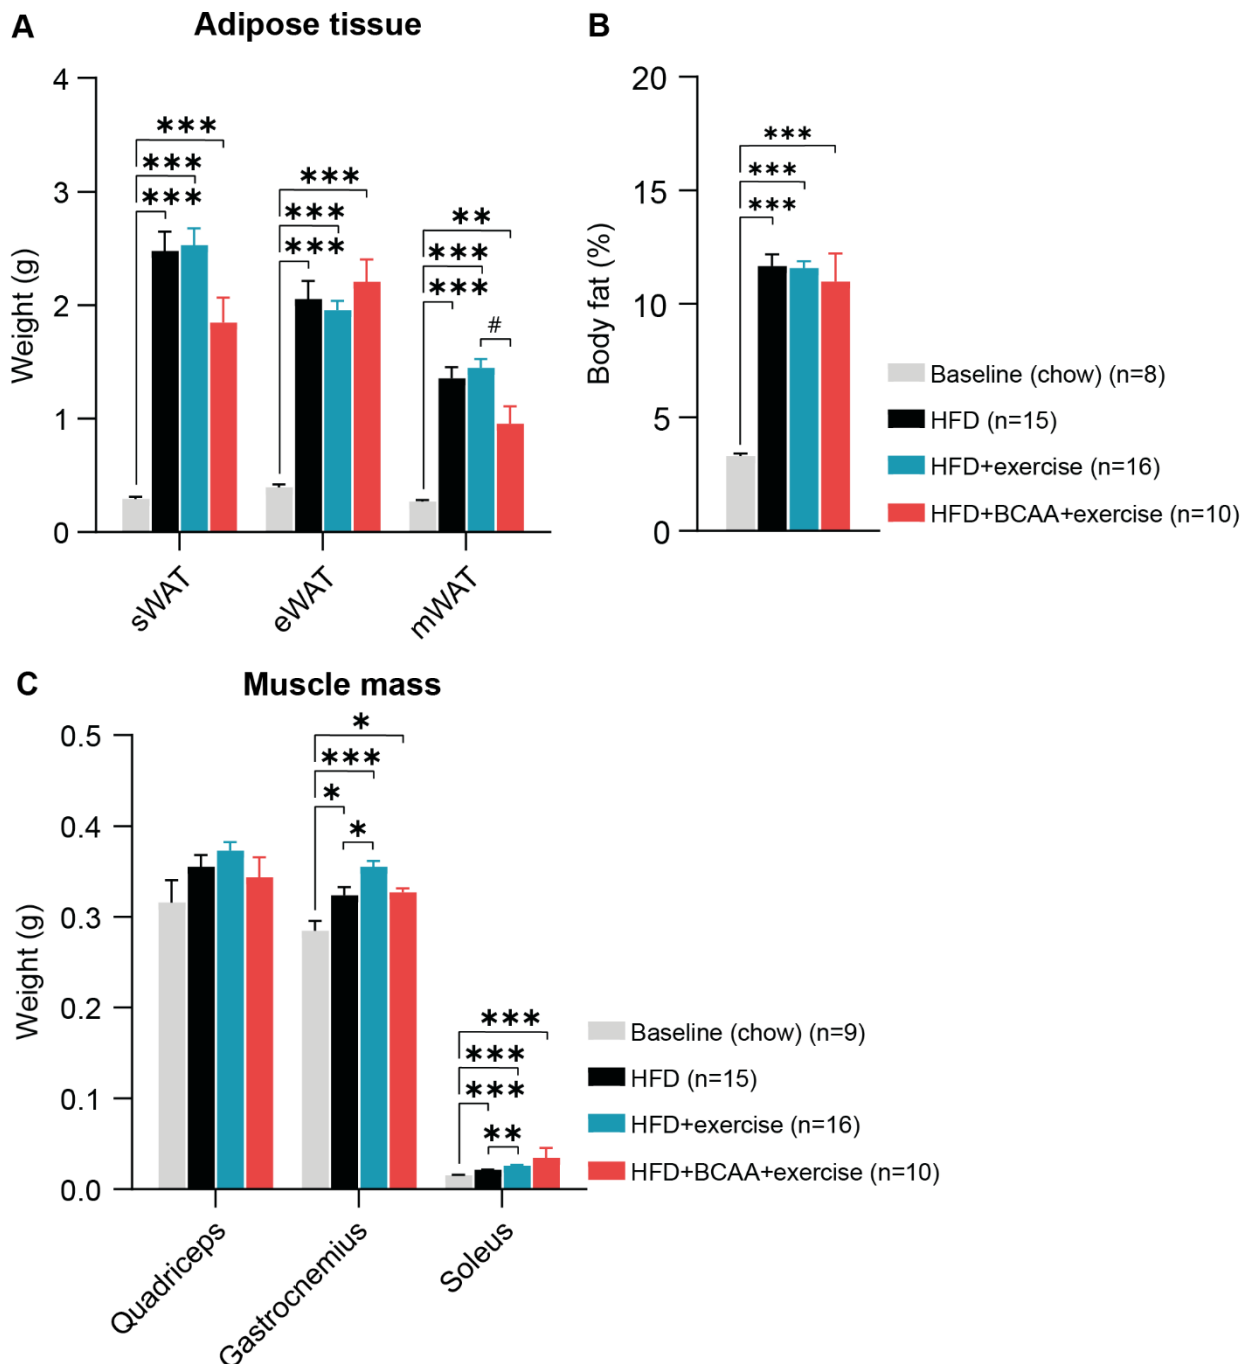 A
Adipose tissue
4
3
2
1
0
Weight (g)
***
***
***
***
***
***
**
***
***
#
sWAT
eWAT
mWAT
B
20
15
10
5
0
Body fat (%)
***
***
***
Baseline (chow) (n=8)
HFD (n=15)
HFD+exercise (n=16)
HFD+BCAA+exercise (n=10)
C
Muscle mass
0.5
0.4
0.3
0.2
0.1
0.0
Weight (g)
*
***
*
*
***
***
***
**
Quadriceps
Gastrocnemius
Soleus
Baseline (chow) (n=9)
HFD (n=15)
HFD+exercise (n=16)
HFD+BCAA+exercise (n=10)